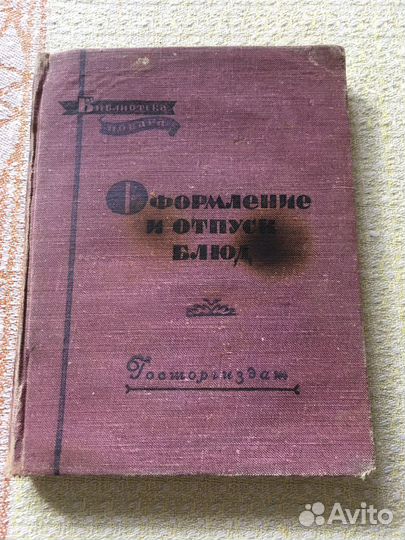 Библиотека
повара
Оформление
и отпуск
блюд
Госторгиздат
Avito